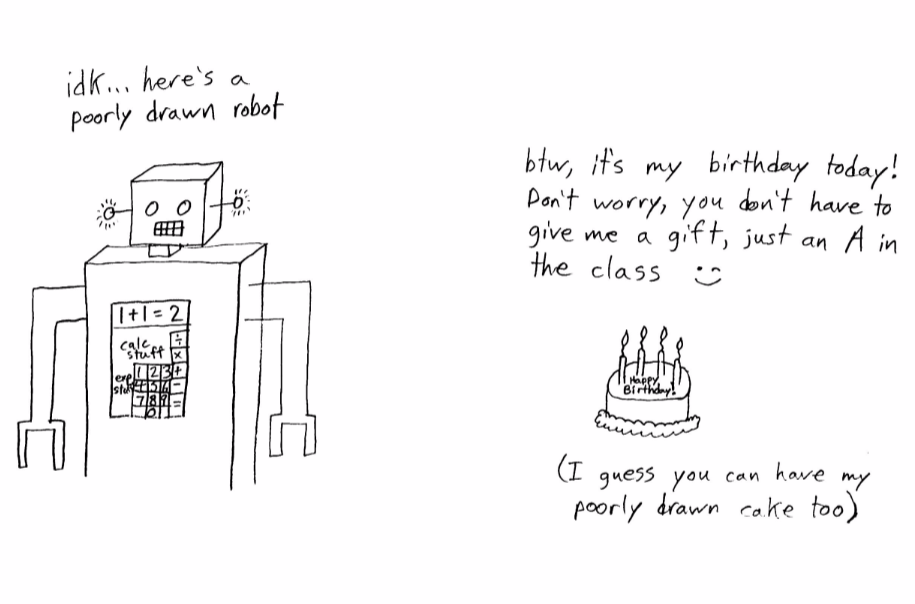 idk... here's a
poorly drawn robot
1+1=2
calc
stuff
÷
×
exp
stuff
1 2 3 +
4 5 6 -
7 8 9 =
0
btw, it's my birthday today!
Don't worry, you don't have to
give me a gift, just an A in
the class :)
Happy
Birthday!
(I guess you can have my
poorly drawn cake too)